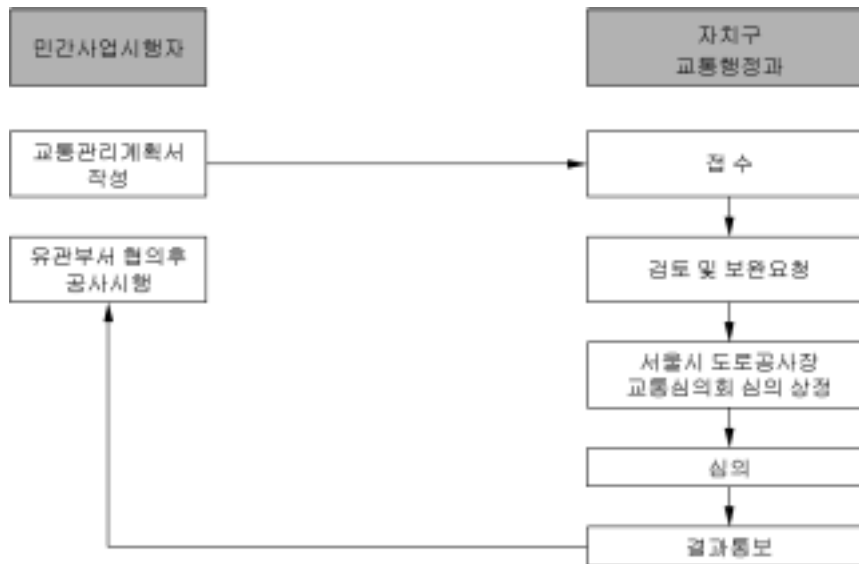 민간사업시행자
자치구
교통행정과
교통관리계획서
작성
접 수
유관부서 협의후
공사시행
검토 및 보완요청
서울시 도로공사장
교통심의회 심의 상정
심의
결과통보